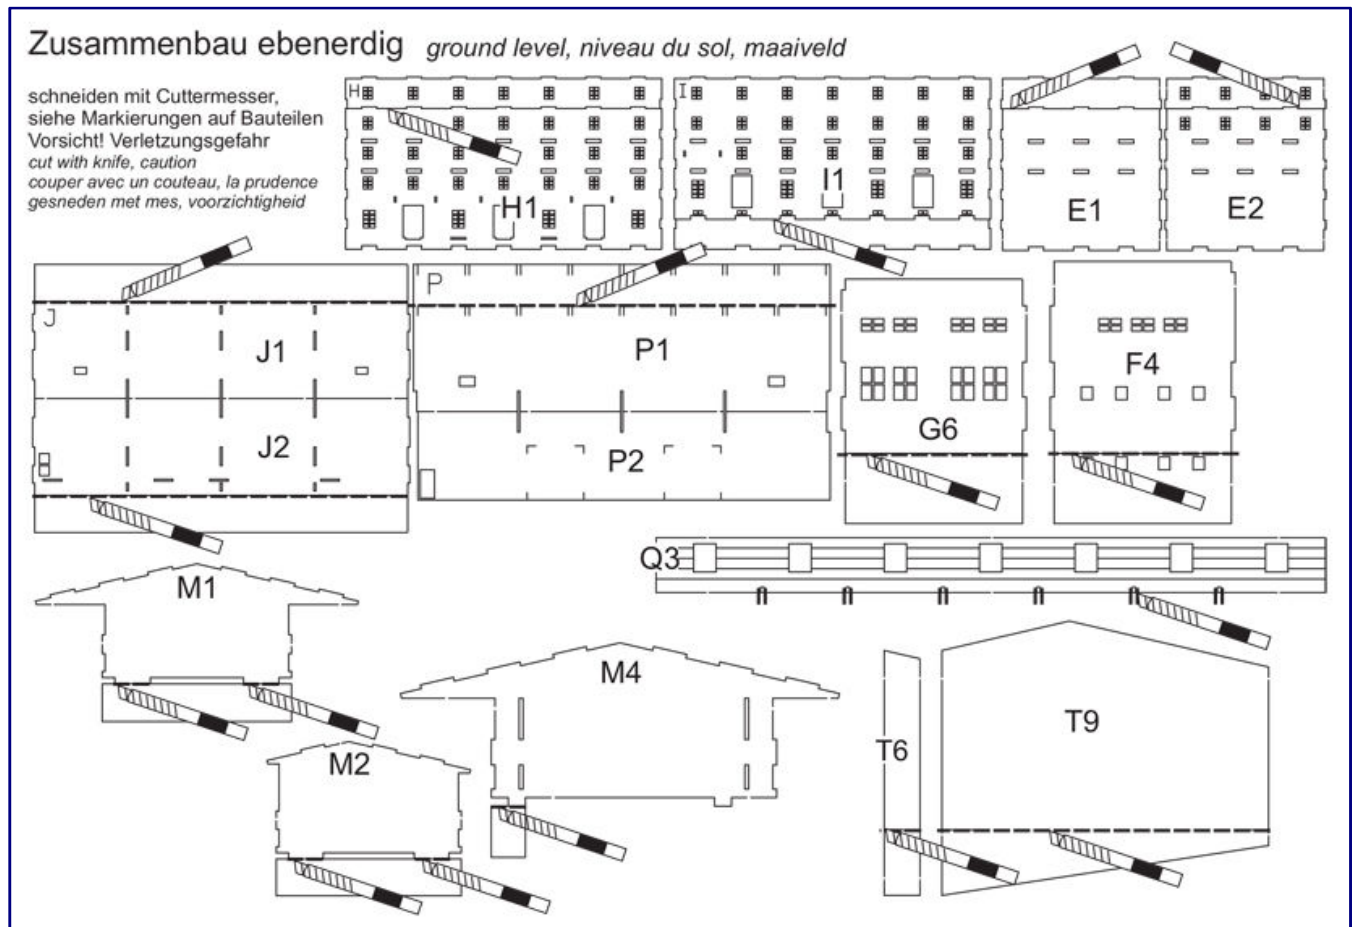 Zusammenbau ebenerdig ground level, niveau du sol, maaiveld
schneiden mit Cuttermesser,
siehe Markierungen auf Bauteilen
Vorsicht! Verletzungsgefahr
cut with knife, caution
couper avec un couteau, la prudence
gesneden met mes, voorzichtigheid
H
I
H1
I1
E1
E2
J
P
J1
P1
F4
G6
J2
P2
Q3
M1
M4
T9
T6
M2